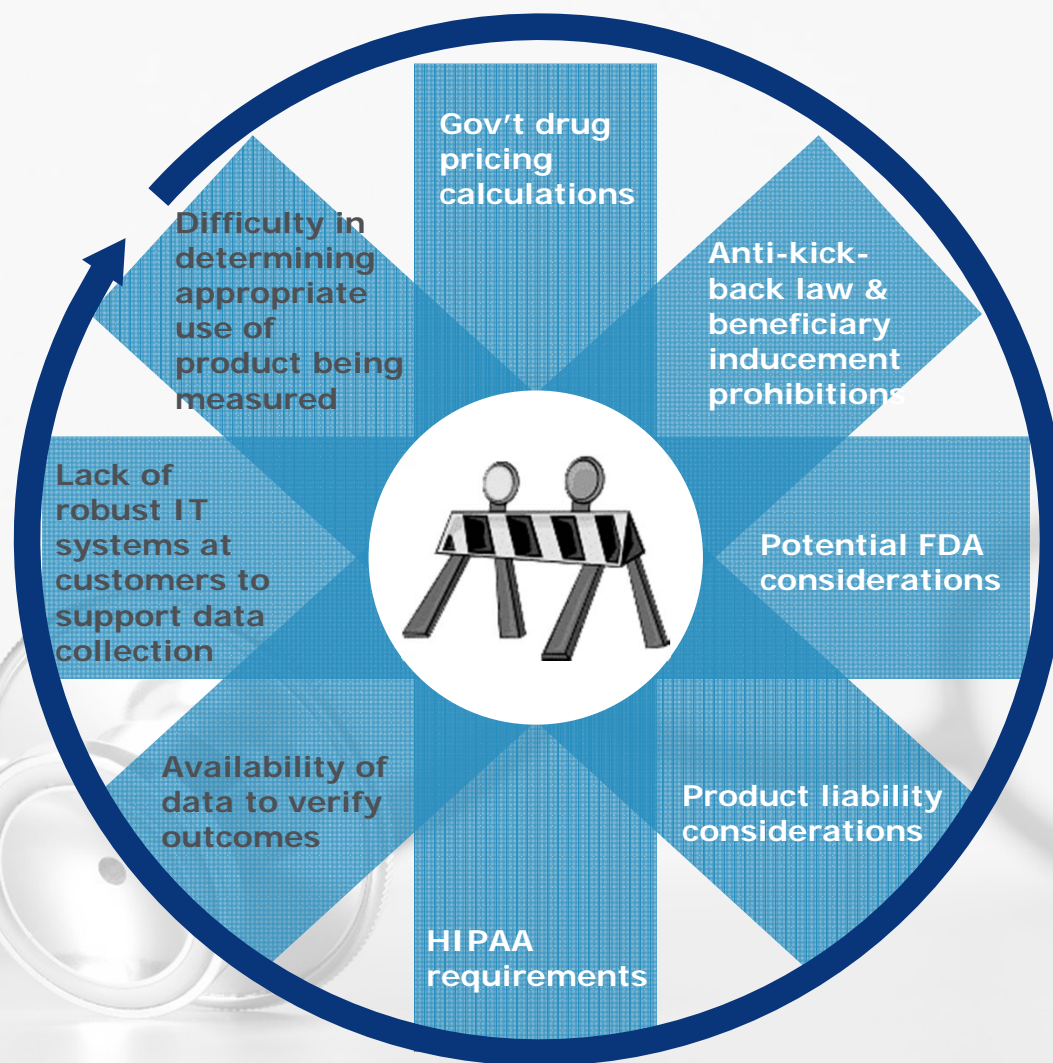 Gov't drug
pricing
calculations
Anti-kick-
back law &
beneficiary
inducement
prohibitions
Potential FDA
considerations
Product liability
considerations
HIPAA
requirements
Availability of
data to verify
outcomes
Lack of
robust IT
systems at
customers to
support data
collection
Difficulty in
determining
appropriate
use of
product being
measured